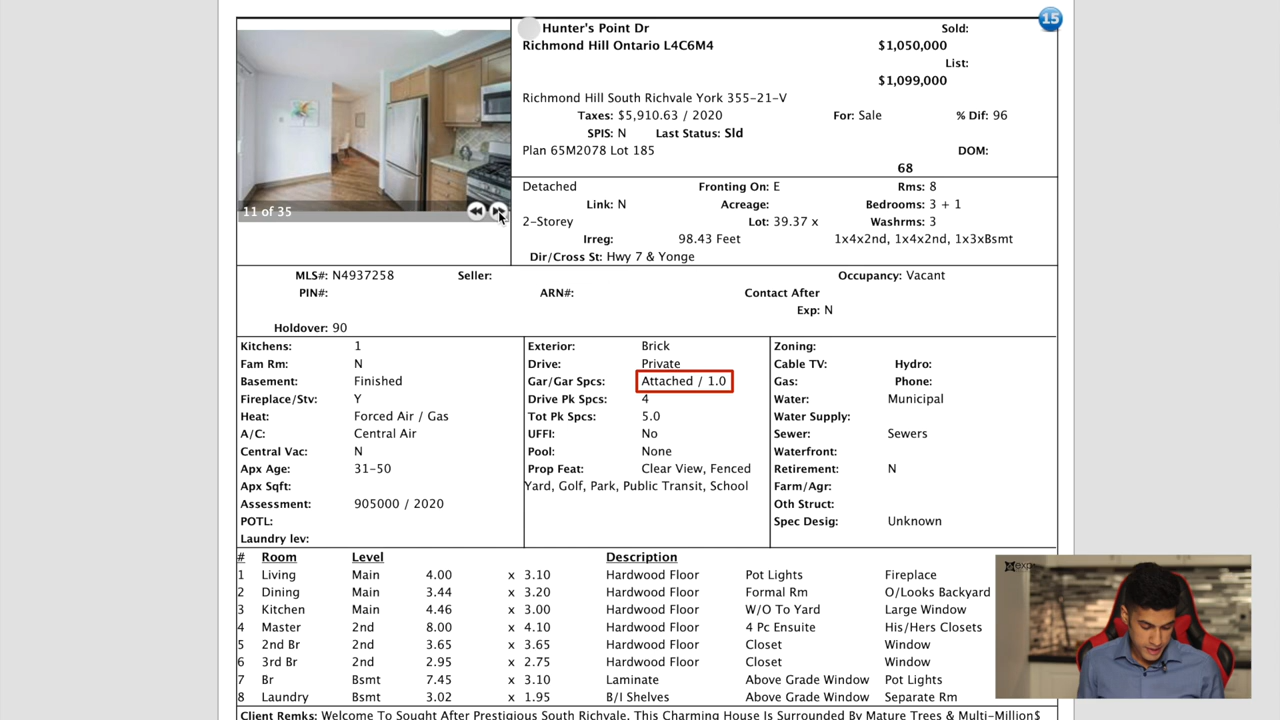 15
Hunter's Point Dr Sold:
Richmond Hill Ontario L4C6M4 $1,050,000
List:
$1,099,000
Richmond Hill South Richvale York 355-21-V
Taxes: $5,910.63 / 2020 For: Sale % Dif: 96
SPIS: N Last Status: Sld
Plan 65M2078 Lot 185 DOM:
68
11 of 35
Detached Fronting On: E Rms: 8
Link: N Acreage: Bedrooms: 3 + 1
2-Storey Lot: 39.37 x Washrms: 3
Irreg: 98.43 Feet 1x4x2nd, 1x4x2nd, 1x3xBsmt
Dir/Cross St: Hwy 7 & Yonge
MLS#: N4937258 Seller: Occupancy: Vacant
PIN#: ARN#: Contact After
Exp: N
Holdover: 90
Kitchens: 1 Exterior: Brick Zoning:
Fam Rm: N Drive: Private Cable TV: Hydro:
Basement: Finished Gar/Gar Spcs: Attached / 1.0 Gas: Phone:
Fireplace/Stv: Y Drive Pk Spcs: 4 Water: Municipal
Heat: Forced Air / Gas Tot Pk Spcs: 5.0 Water Supply:
A/C: Central Air UFFI: No Sewer: Sewers
Central Vac: N Pool: None Waterfront:
Apx Age: 31-50 Prop Feat: Clear View, Fenced Retirement: N
Apx Sqft: Yard, Golf, Park, Public Transit, School Farm/Agr:
Assessment: 905000 / 2020 Oth Struct:
POTL: Spec Desig: Unknown
Laundry lev:
# Room Level Description
1 Living Main 4.00 x 3.10 Hardwood Floor Pot Lights Fireplace
2 Dining Main 3.44 x 3.20 Hardwood Floor Formal Rm O/Looks Backyard
3 Kitchen Main 4.46 x 3.00 Hardwood Floor W/O To Yard Large Window
4 Master 2nd 8.00 x 4.10 Hardwood Floor 4 Pc Ensuite His/Hers Closets
5 2nd Br 2nd 3.65 x 3.65 Hardwood Floor Closet Window
6 3rd Br 2nd 2.95 x 2.75 Hardwood Floor Closet Window
7 Br Bsmt 7.45 x 3.10 Laminate Above Grade Window Pot Lights
8 Laundry Bsmt 3.02 x 1.95 B/I Shelves Above Grade Window Separate Rm
Client Remks: Welcome To Sought After Prestigious South Richvale. This Charming House Is Surrounded By Mature Trees & Multi-Million$
exp